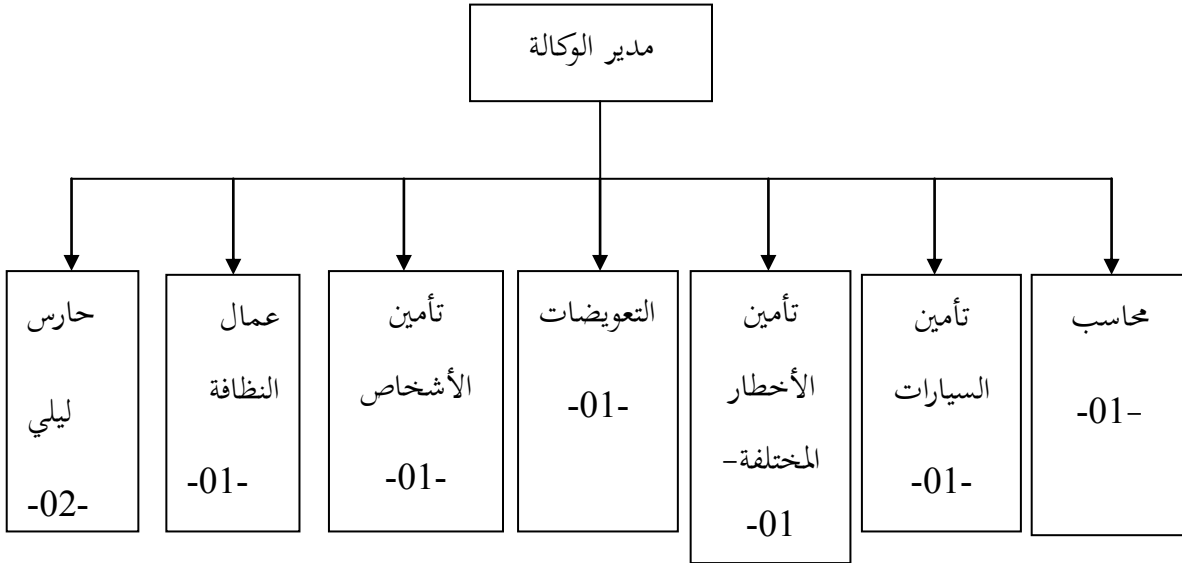 مدير الوكالة
محاسب
-01-
تأمين
السيارات
-01-
تأمين
الأخطار
المختلفة-
-01
التعويضات
-01-
تأمين
الأشخاص
-01-
عمال
النظافة
-01-
حارس
ليلي
-02-